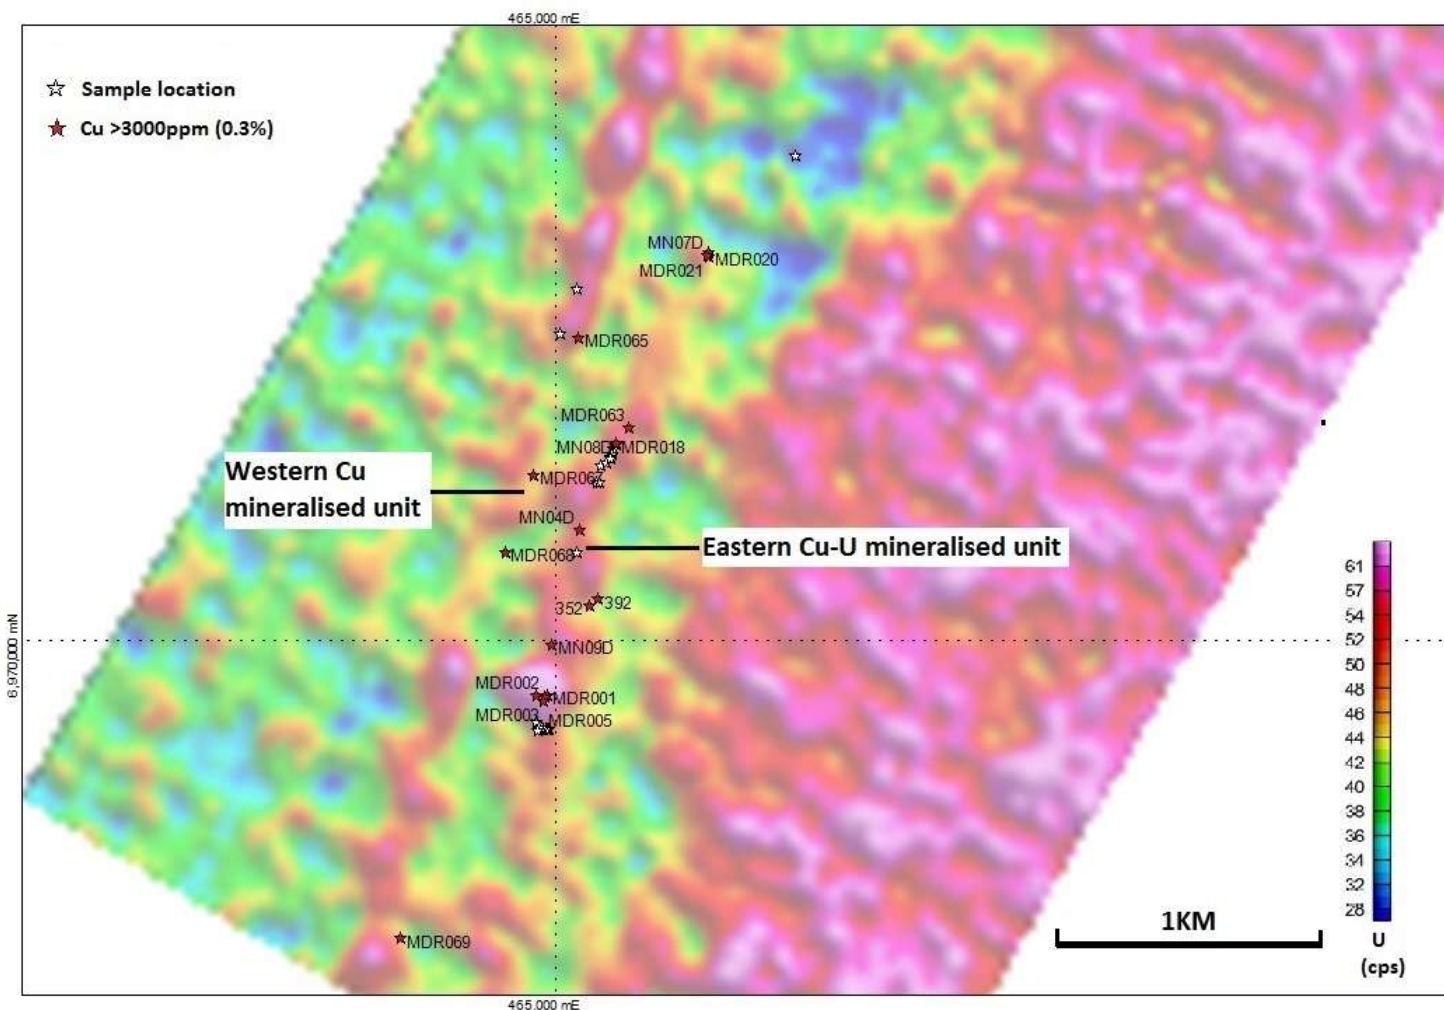 465,000 mE
Sample location
Cu >3000ppm (0.3%)
MN07D
MDR020
MDR021
MDR065
MDR063
MN08D
MDR018
Western Cu
mineralised unit
MDR067
MN04D
Eastern Cu-U mineralised unit
MDR068
392
352
6,970,000 mN
MN09D
MDR002
MDR001
MDR003
MDR005
MDR069
1KM
61
57
54
52
50
48
46
44
42
40
38
36
34
32
28
U
(cps)
465,000 mE